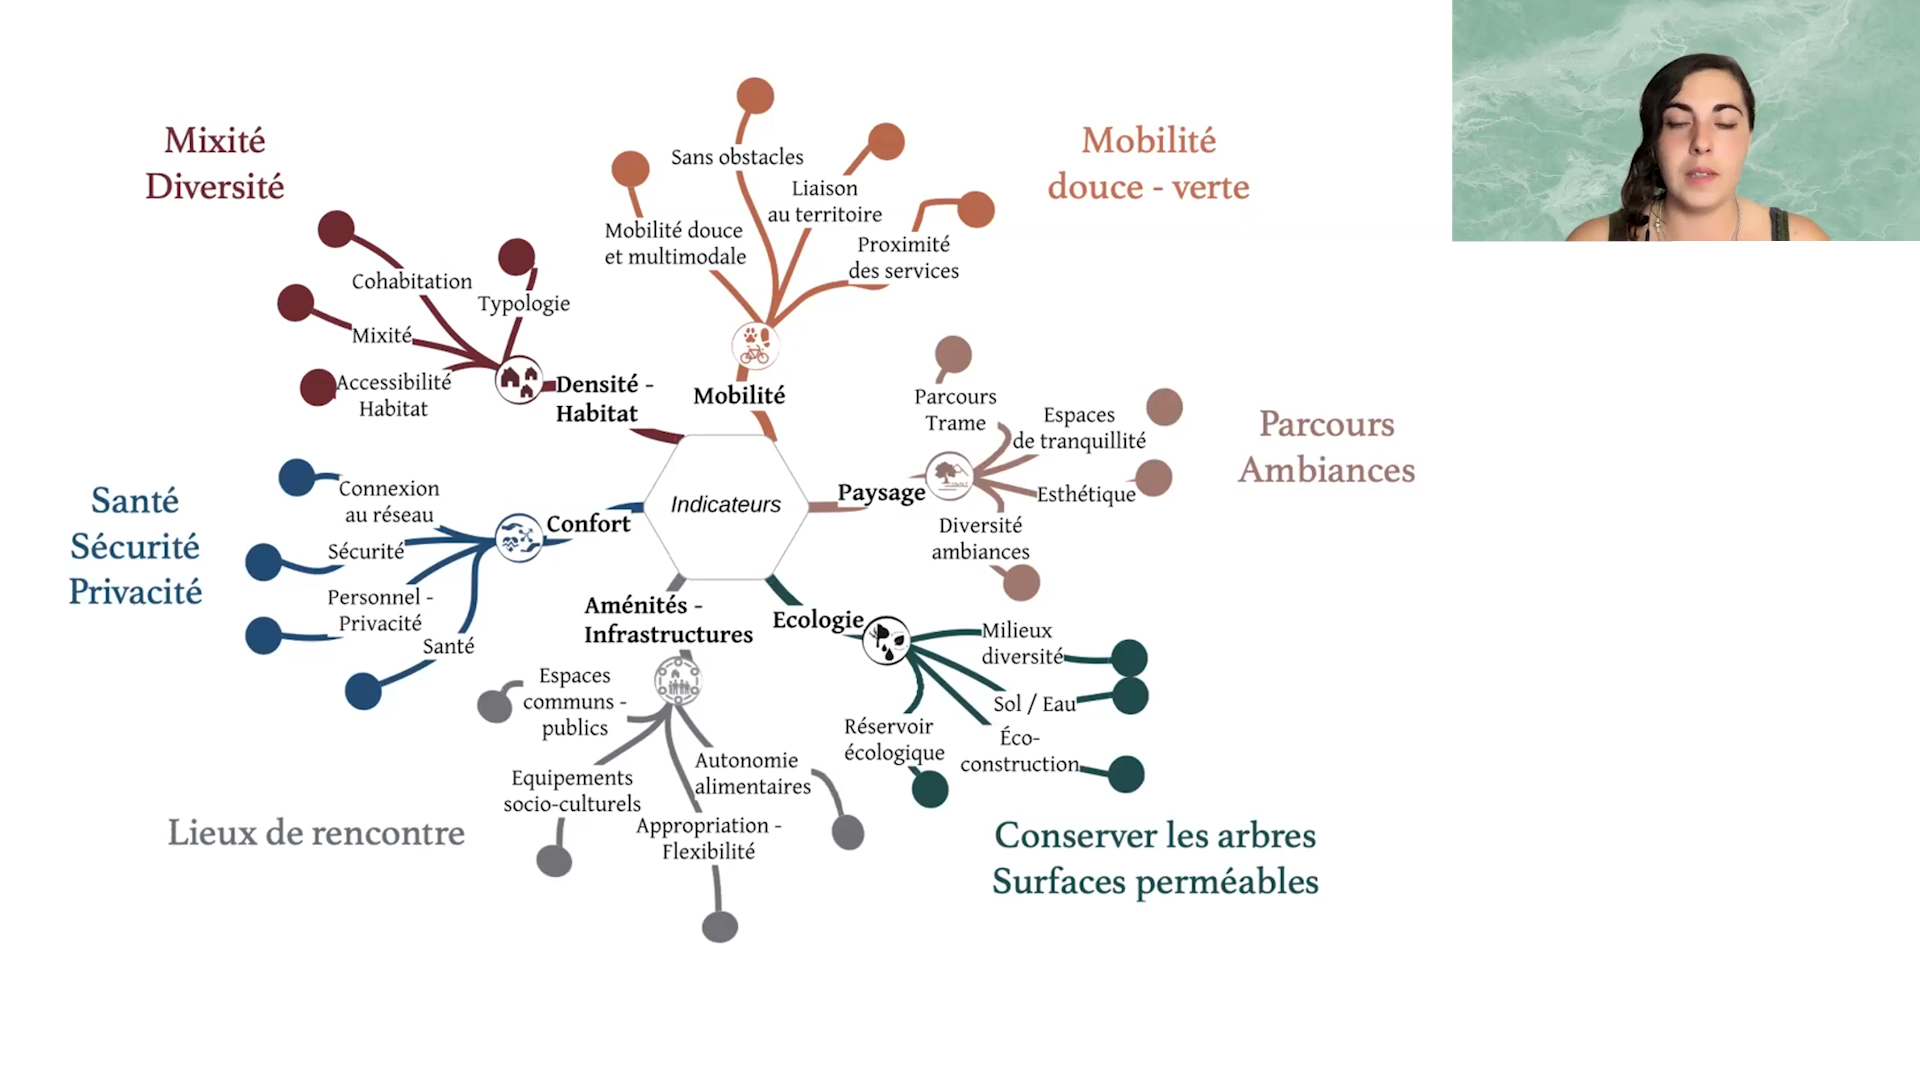 Mixité
Diversité
Mobilité
douce - verte
Sans obstacles
Liaison
au territoire
Mobilité douce
et multimodale
Proximité
des services
Cohabitation
Typologie
Mixité
Accessibilité
Habitat
Densité -
Habitat
Mobilité
Parcours
Trame
Espaces
de tranquillité
Parcours
Ambiances
Paysage
Esthétique
Diversité
ambiances
Indicateurs
Santé
Sécurité
Privacité
Connexion
au réseau
Confort
Sécurité
Personnel -
Privacité
Santé
Aménités -
Infrastructures
Ecologie
Milieux
diversité
Sol / Eau
Éco-
construction
Réservoir
écologique
Espaces
communs -
publics
Equipements
socio-culturels
Autonomie
alimentaires
Appropriation -
Flexibilité
Lieux de rencontre
Conserver les arbres
Surfaces perméables